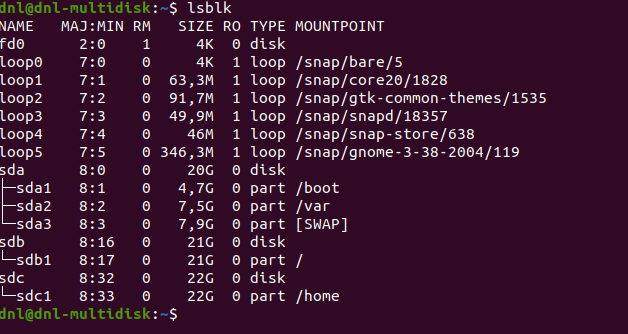 dnl@dnl-multidisk:~$ lsblk
NAME   MAJ:MIN RM   SIZE RO TYPE MOUNTPOINT
fd0      2:0    1     4K  0 disk
loop0    7:0    0     4K  1 loop /snap/bare/5
loop1    7:1    0  63,3M  1 loop /snap/core20/1828
loop2    7:2    0  91,7M  1 loop /snap/gtk-common-themes/1535
loop3    7:3    0  49,9M  1 loop /snap/snapd/18357
loop4    7:4    0    46M  1 loop /snap/snap-store/638
loop5    7:5    0 346,3M  1 loop /snap/gnome-3-38-2004/119
sda      8:0    0    20G  0 disk
├─sda1   8:1    0   4,7G  0 part /boot
├─sda2   8:2    0   7,5G  0 part /var
└─sda3   8:3    0   7,9G  0 part [SWAP]
sdb      8:16   0    21G  0 disk
└─sdb1   8:17   0    21G  0 part /
sdc      8:32   0    22G  0 disk
└─sdc1   8:33   0    22G  0 part /home
dnl@dnl-multidisk:~$